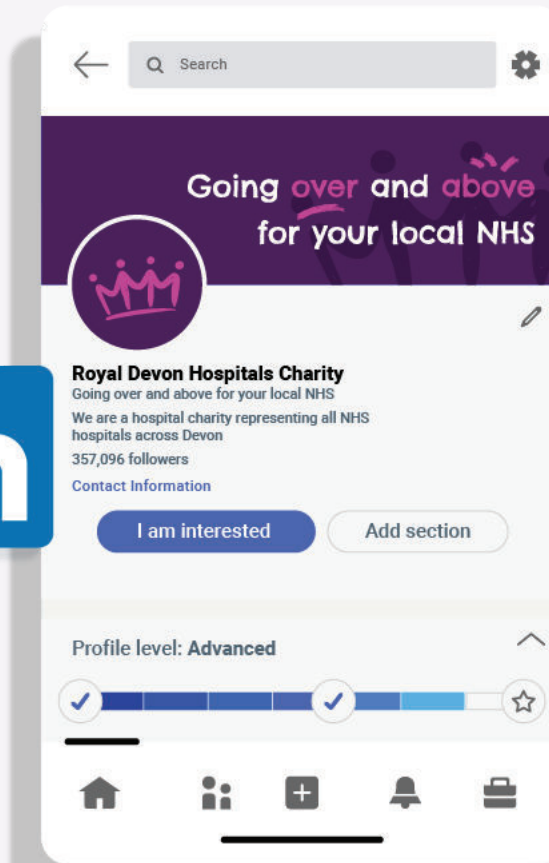 Search
Going over and above
for your local NHS
Royal Devon Hospitals Charity
Going over and above for your local NHS
We are a hospital charity representing all NHS
hospitals across Devon
357,096 followers
Contact Information
I am interested
Add section
Profile level: Advanced